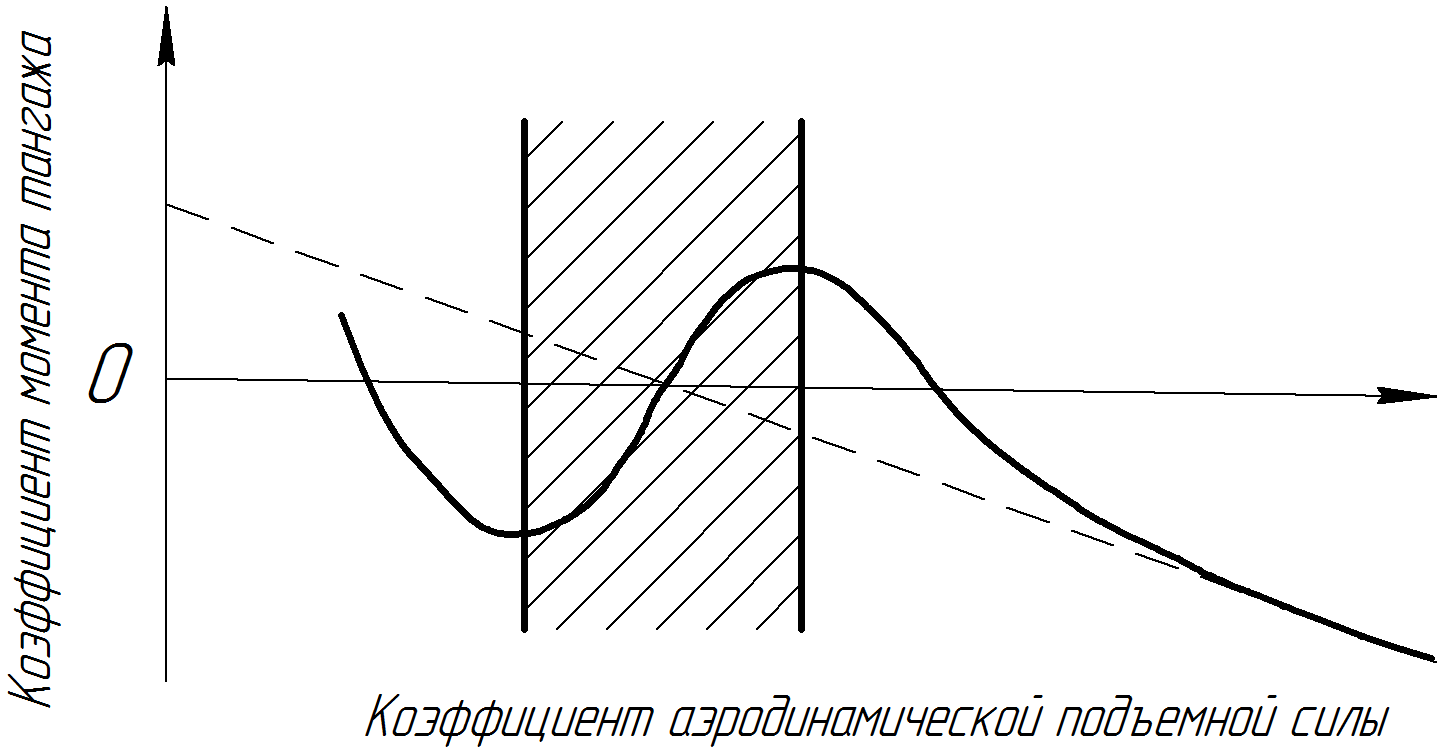 Коэффициент момента тангажа
0
Коэффициент аэродинамической подъемной силы